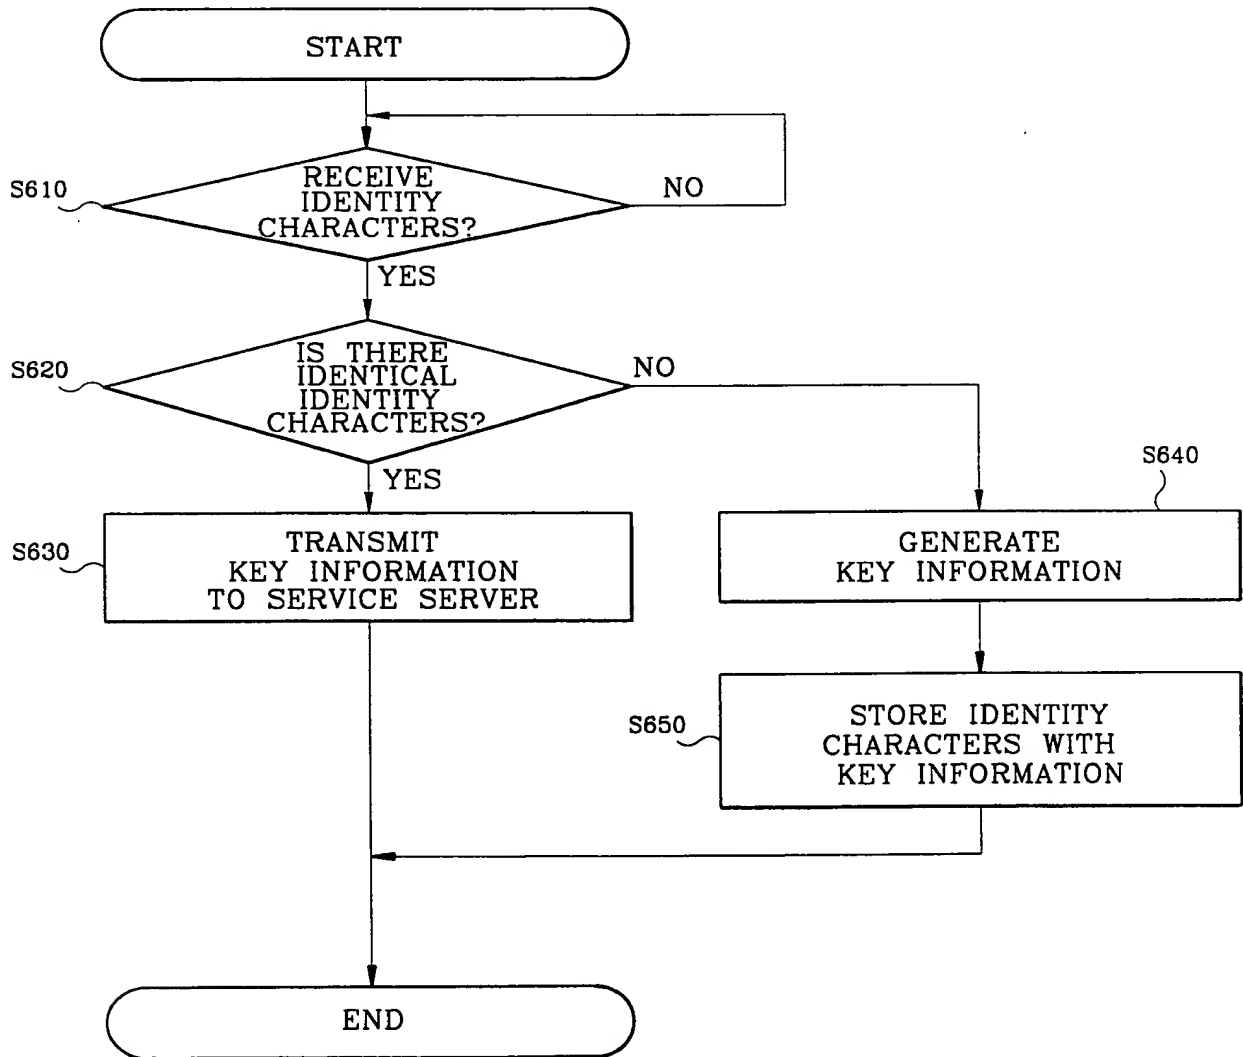 START
S610
RECEIVE
IDENTITY
CHARACTERS?
NO
YES
S620
IS THERE
IDENTICAL
IDENTITY
CHARACTERS?
NO
YES
S630
TRANSMIT
KEY INFORMATION
TO SERVICE SERVER
S640
GENERATE
KEY INFORMATION
S650
STORE IDENTITY
CHARACTERS WITH
KEY INFORMATION
END